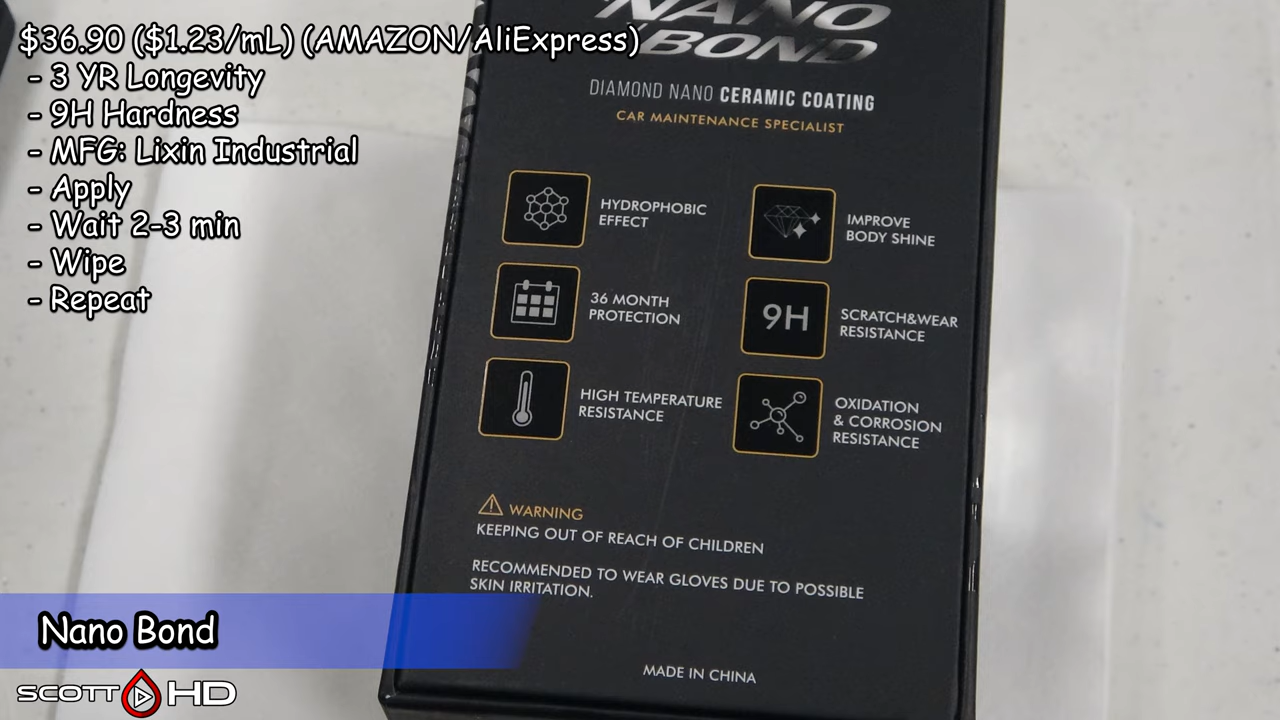 $36.90 ($1.23/mL) (AMAZON/AliExpress)
- 3 YR Longevity
- 9H Hardness
- MFG: Lixin Industrial
- Apply
- Wait 2-3 min
- Wipe
- Repeat
NANO
BOND
DIAMOND NANO CERAMIC COATING
CAR MAINTENANCE SPECIALIST
HYDROPHOBIC
EFFECT
IMPROVE
BODY SHINE
36 MONTH
PROTECTION
9H
SCRATCH&WEAR
RESISTANCE
HIGH TEMPERATURE
RESISTANCE
OXIDATION
& CORROSION
RESISTANCE
WARNING
KEEPING OUT OF REACH OF CHILDREN
RECOMMENDED TO WEAR GLOVES DUE TO POSSIBLE
SKIN IRRITATION.
MADE IN CHINA
Nano Bond
SCOTT HD